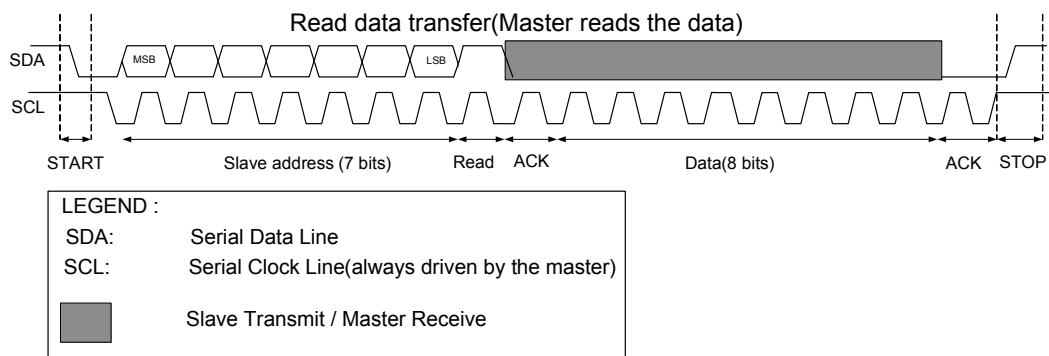 Read data transfer(Master reads the data)
SDA MSB LSB
SCL
START Slave address (7 bits) Read ACK Data(8 bits) ACK STOP
LEGEND :
SDA: Serial Data Line
SCL: Serial Clock Line(always driven by the master)
Slave Transmit / Master Receive